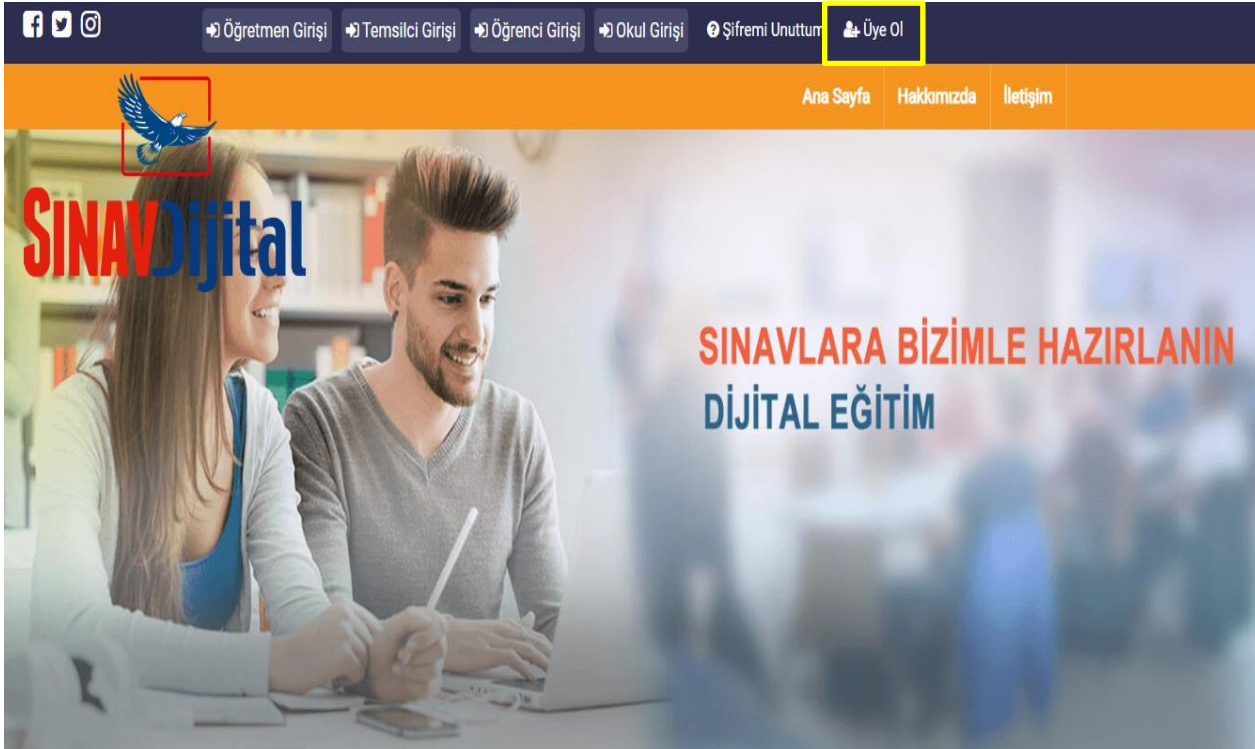 Öğretmen Girişi Temsilci Girişi Öğrenci Girişi Okul Girişi Şifremi Unuttum Üye Ol
Ana Sayfa Hakkımızda İletişim
SINAVDijital
SINAVLARA BİZİMLE HAZIRLANIN
DİJİTAL EĞİTİM